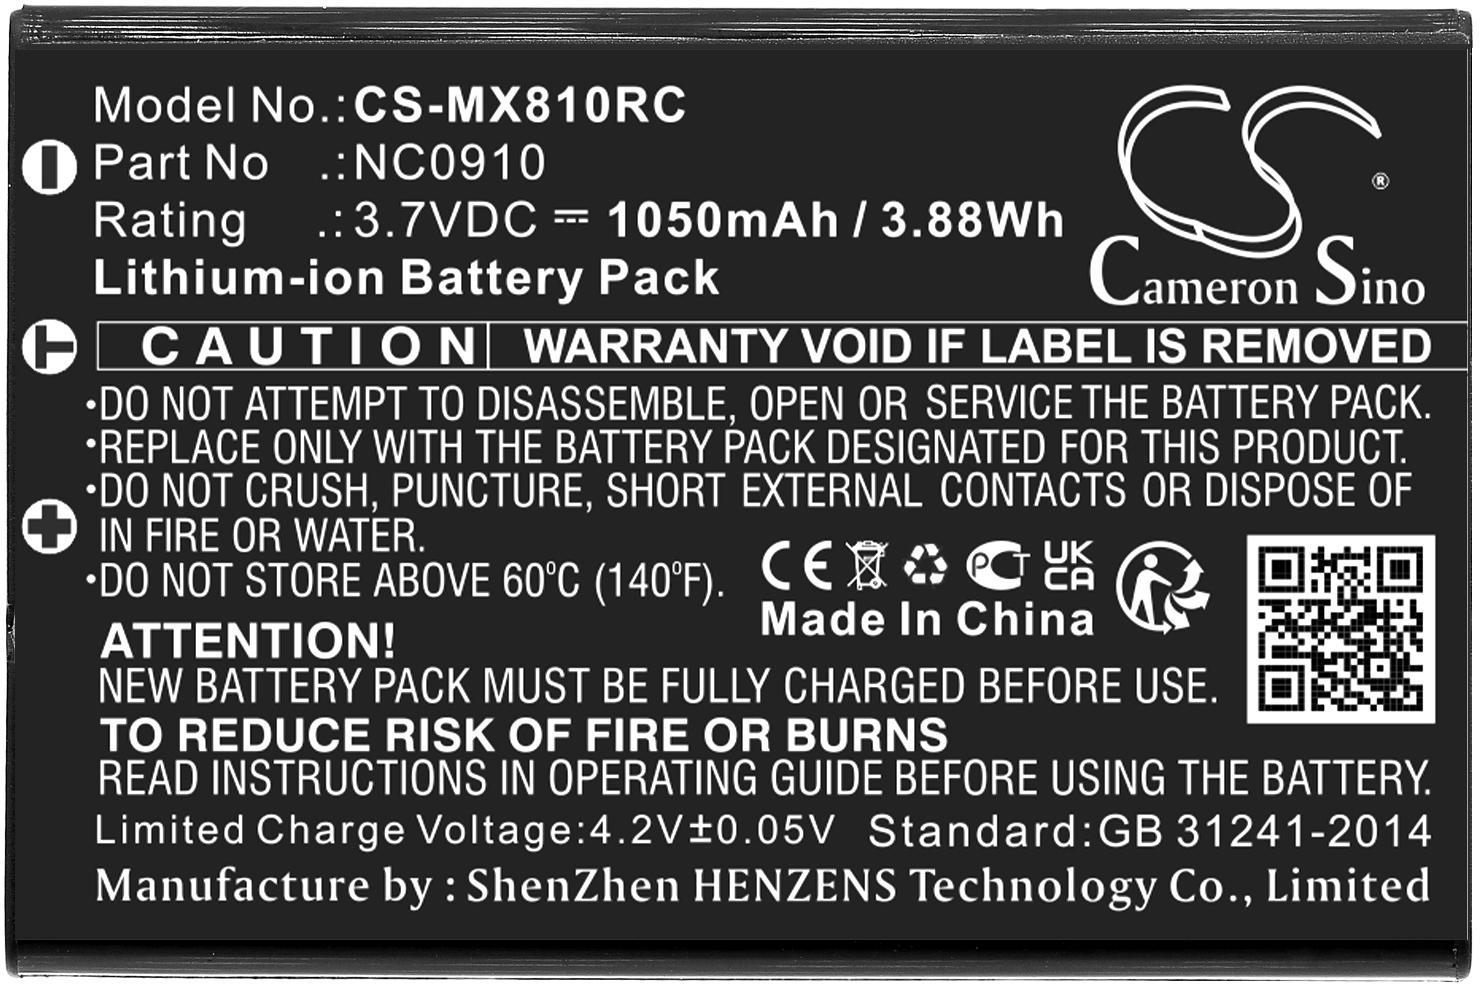 Model No.:CS-MX810RC
Part No .:NC0910
Rating .:3.7VDC ⎓ 1050mAh / 3.88Wh
Lithium-ion Battery Pack
Cameron Sino ®
CAUTION WARRANTY VOID IF LABEL IS REMOVED
•DO NOT ATTEMPT TO DISASSEMBLE, OPEN OR SERVICE THE BATTERY PACK.
•REPLACE ONLY WITH THE BATTERY PACK DESIGNATED FOR THIS PRODUCT.
•DO NOT CRUSH, PUNCTURE, SHORT EXTERNAL CONTACTS OR DISPOSE OF
IN FIRE OR WATER.
•DO NOT STORE ABOVE 60°C (140°F).
CE PCT UK
CA
Made In China
ATTENTION!
NEW BATTERY PACK MUST BE FULLY CHARGED BEFORE USE.
TO REDUCE RISK OF FIRE OR BURNS
READ INSTRUCTIONS IN OPERATING GUIDE BEFORE USING THE BATTERY.
Limited Charge Voltage:4.2V±0.05V Standard:GB 31241-2014
Manufacture by : ShenZhen HENZENS Technology Co., Limited